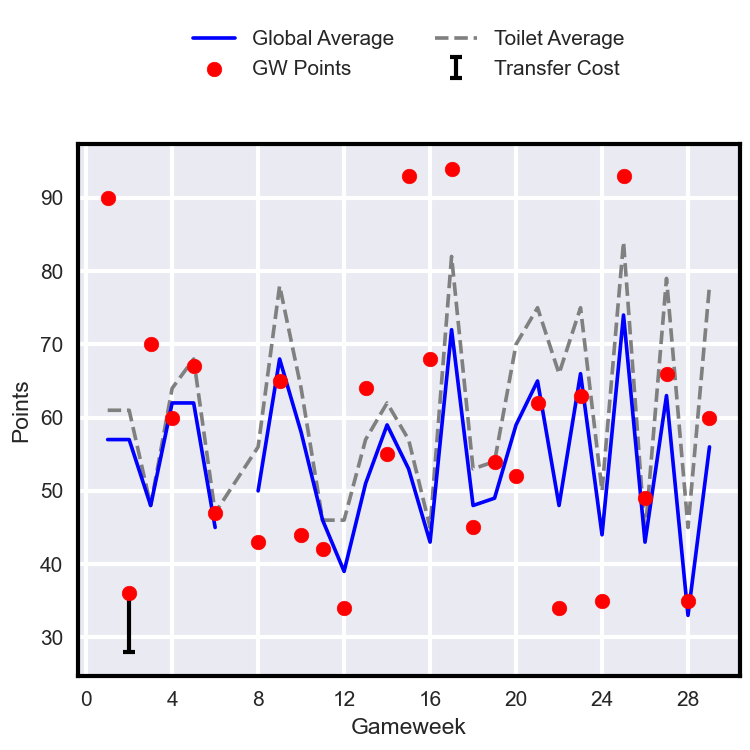 Global Average
Toilet Average
GW Points
Transfer Cost
90
80
70
60
50
40
30
Points
0 4 8 12 16 20 24 28
Gameweek